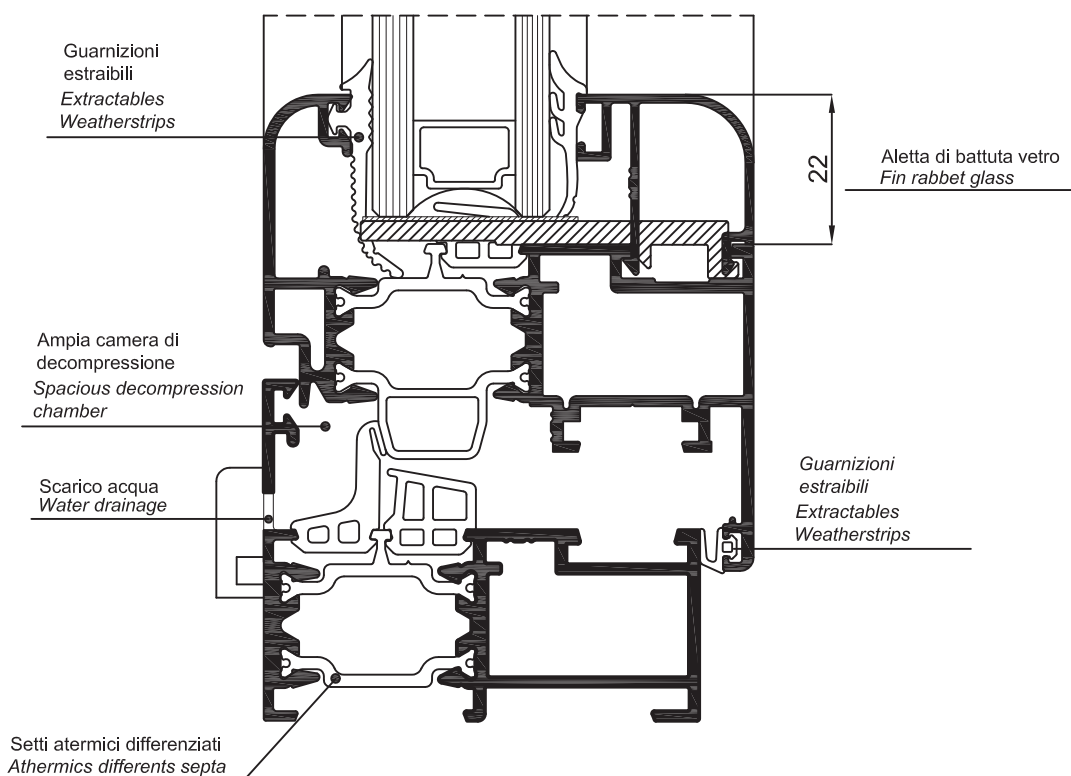 Guarnizioni
estraibili
Extractables
Weatherstrips
22
Aletta di battuta vetro
Fin rabbet glass
Ampia camera di
decompressione
Spacious decompression
chamber
Scarico acqua
Water drainage
Guarnizioni
estraibili
Extractables
Weatherstrips
Setti atermici differenziati
Athermics differents septa